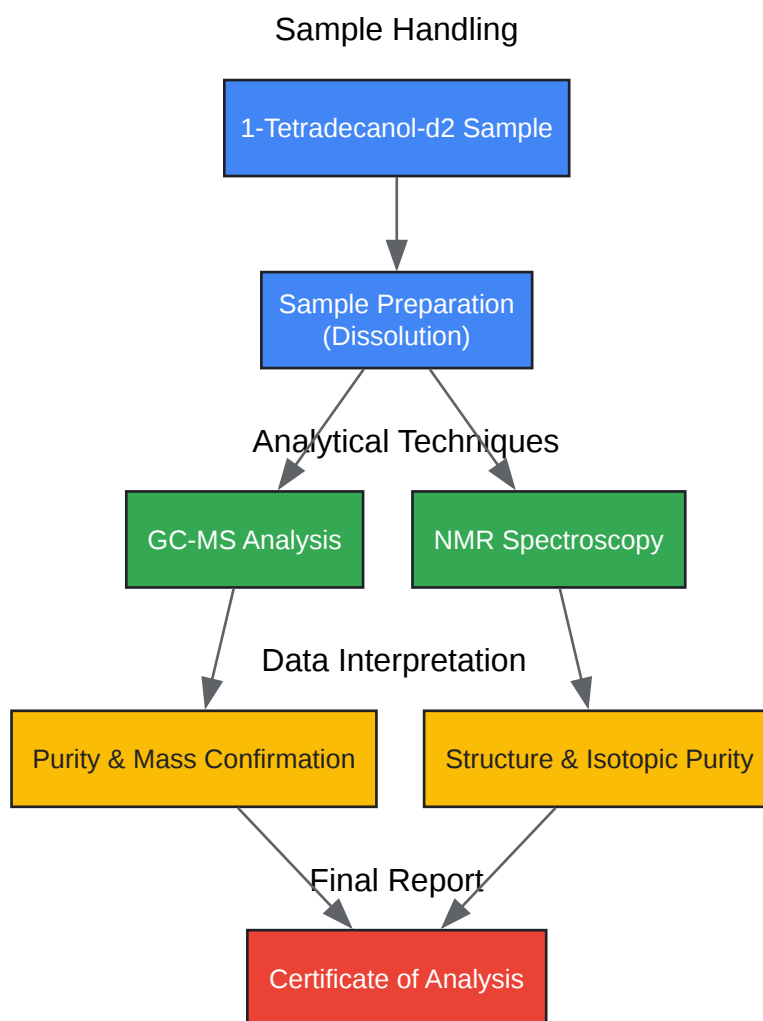 Sample Handling
1-Tetradecanol-d2 Sample
Sample Preparation
(Dissolution)
Analytical Techniques
GC-MS Analysis
NMR Spectroscopy
Data Interpretation
Purity & Mass Confirmation
Structure & Isotopic Purity
Final Report
Certificate of Analysis